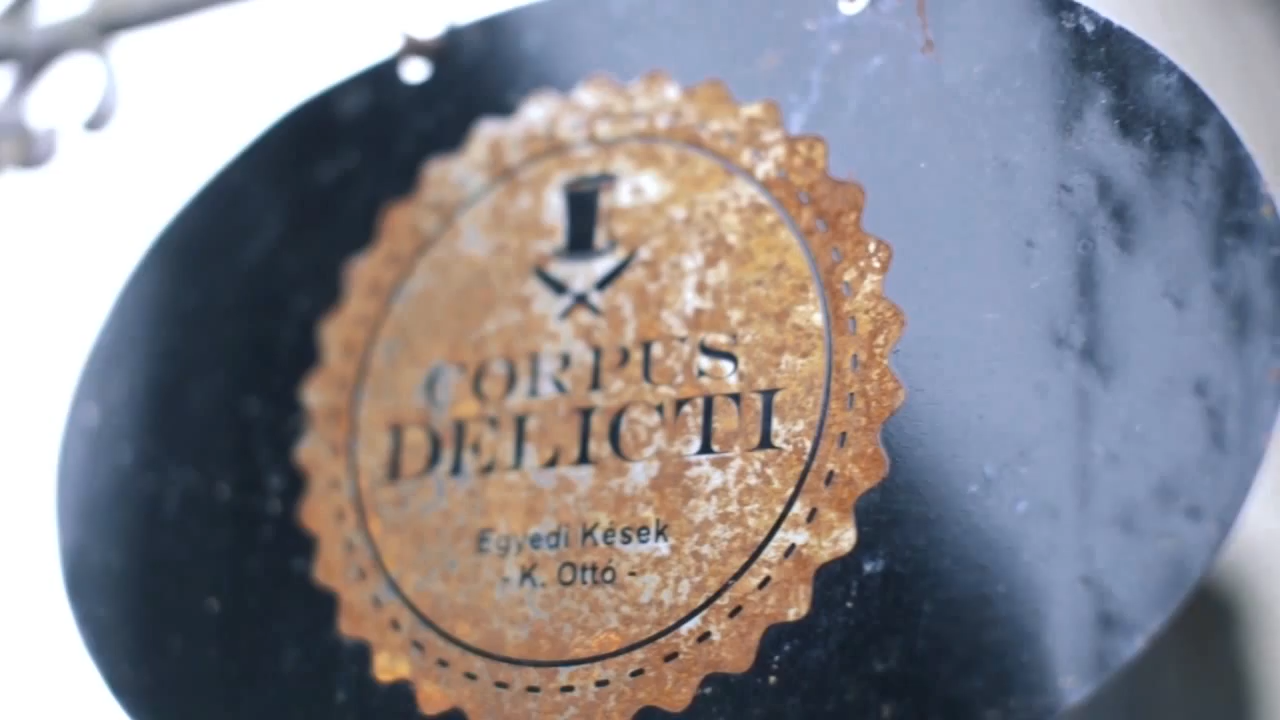 CORPUS
DELICTI
Egyedi Kések
- K. Ottó -